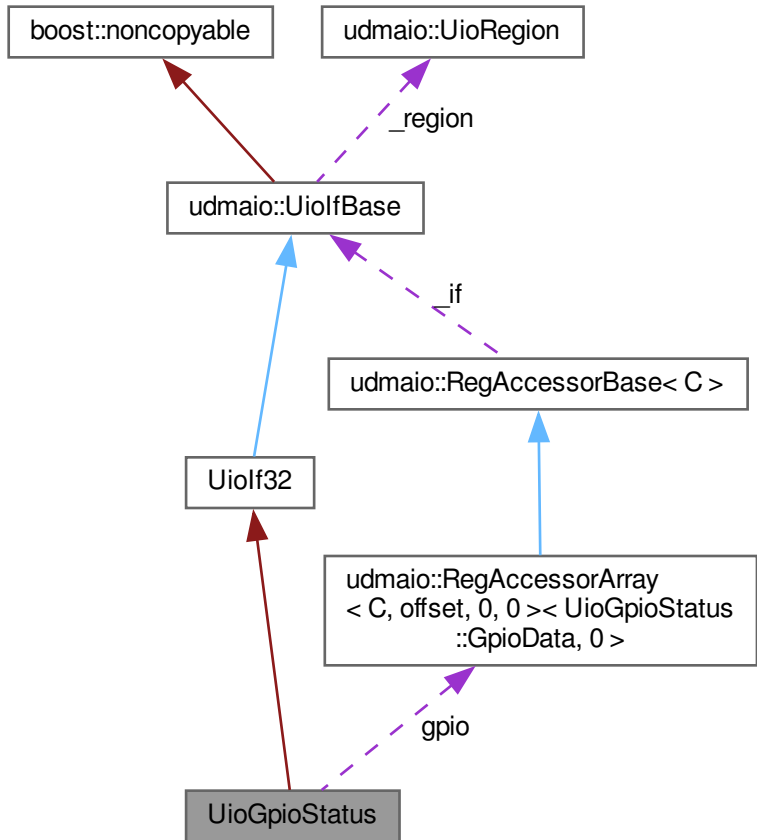 boost::noncopyable
udmaio::UioRegion
_region
udmaio::UioIfBase
_if
udmaio::RegAccessorBase< C >
UioIf32
udmaio::RegAccessorArray
< C, offset, 0, 0 >< UioGpioStatus
::GpioData, 0 >
gpio
UioGpioStatus